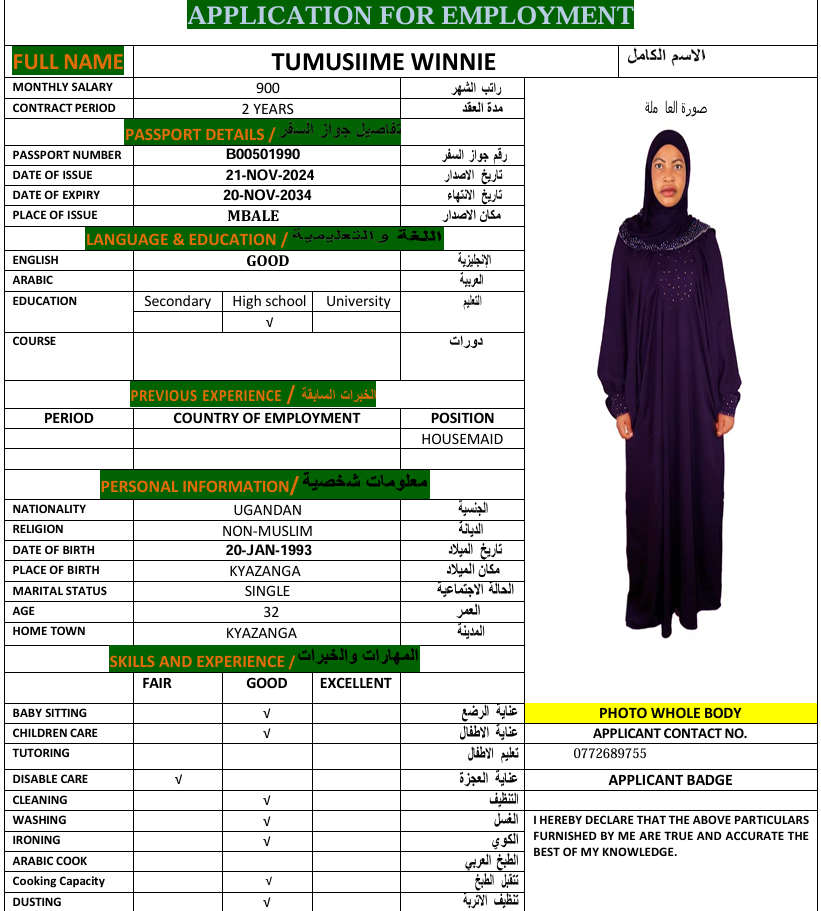 APPLICATION FOR EMPLOYMENT
FULL NAME TUMUSIIME WINNIE الاسم الكامل
MONTHLY SALARY 900 راتب الشهر
CONTRACT PERIOD 2 YEARS مدة العقد
صورة العا ملة
PASSPORT DETAILS / تفاصيل جواز السفر
PASSPORT NUMBER B00501990 رقم جواز السفر
DATE OF ISSUE 21-NOV-2024 تاريخ الاصدار
DATE OF EXPIRY 20-NOV-2034 تاريخ الانتهاء
PLACE OF ISSUE MBALE مكان الاصدار
LANGUAGE & EDUCATION / اللغة و التعليمية
ENGLISH GOOD الإنجليزية
ARABIC العربية
EDUCATION Secondary High school University التعليم
√
COURSE دورات
PREVIOUS EXPERIENCE / الخبرات السابقة
PERIOD COUNTRY OF EMPLOYMENT POSITION
HOUSEMAID
PERSONAL INFORMATION/ معلومات شخصية
NATIONALITY UGANDAN الجنسية
RELIGION NON-MUSLIM الديانة
DATE OF BIRTH 20-JAN-1993 تاريخ الميلاد
PLACE OF BIRTH KYAZANGA مكان الميلاد
MARITAL STATUS SINGLE الحالة الاجتماعية
AGE 32 العمر
HOME TOWN KYAZANGA المدينة
SKILLS AND EXPERIENCE / المهارات والخبرات
FAIR GOOD EXCELLENT
BABY SITTING √ عناية الرضع
CHILDREN CARE √ عناية الاطفال
TUTORING تعليم الاطفال
DISABLE CARE √ عناية العجزة
CLEANING √ التنظيف
WASHING √ الغسل
IRONING √ الكوي
ARABIC COOK الطبخ العربي
Cooking Capacity √ تتقبل الطبخ
DUSTING √ تنظيف الاتربة
PHOTO WHOLE BODY
APPLICANT CONTACT NO.
0772689755
APPLICANT BADGE
I HEREBY DECLARE THAT THE ABOVE PARTICULARS
FURNISHED BY ME ARE TRUE AND ACCURATE THE
BEST OF MY KNOWLEDGE.